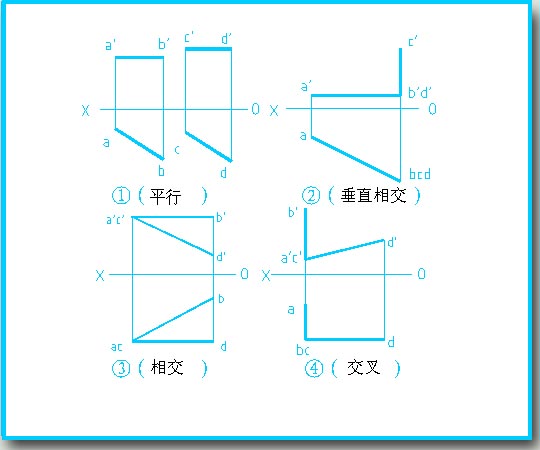 a' b' c' d'
X O
a b c d
① ( 平行 )
c'
a' b'd'
X O
a bcd
② ( 垂直相交 )
a'c' b'
d'
X O
b
ac d
③ ( 相交 )
b'
a'c' d'
X O
a
bc d
④ ( 交叉 )